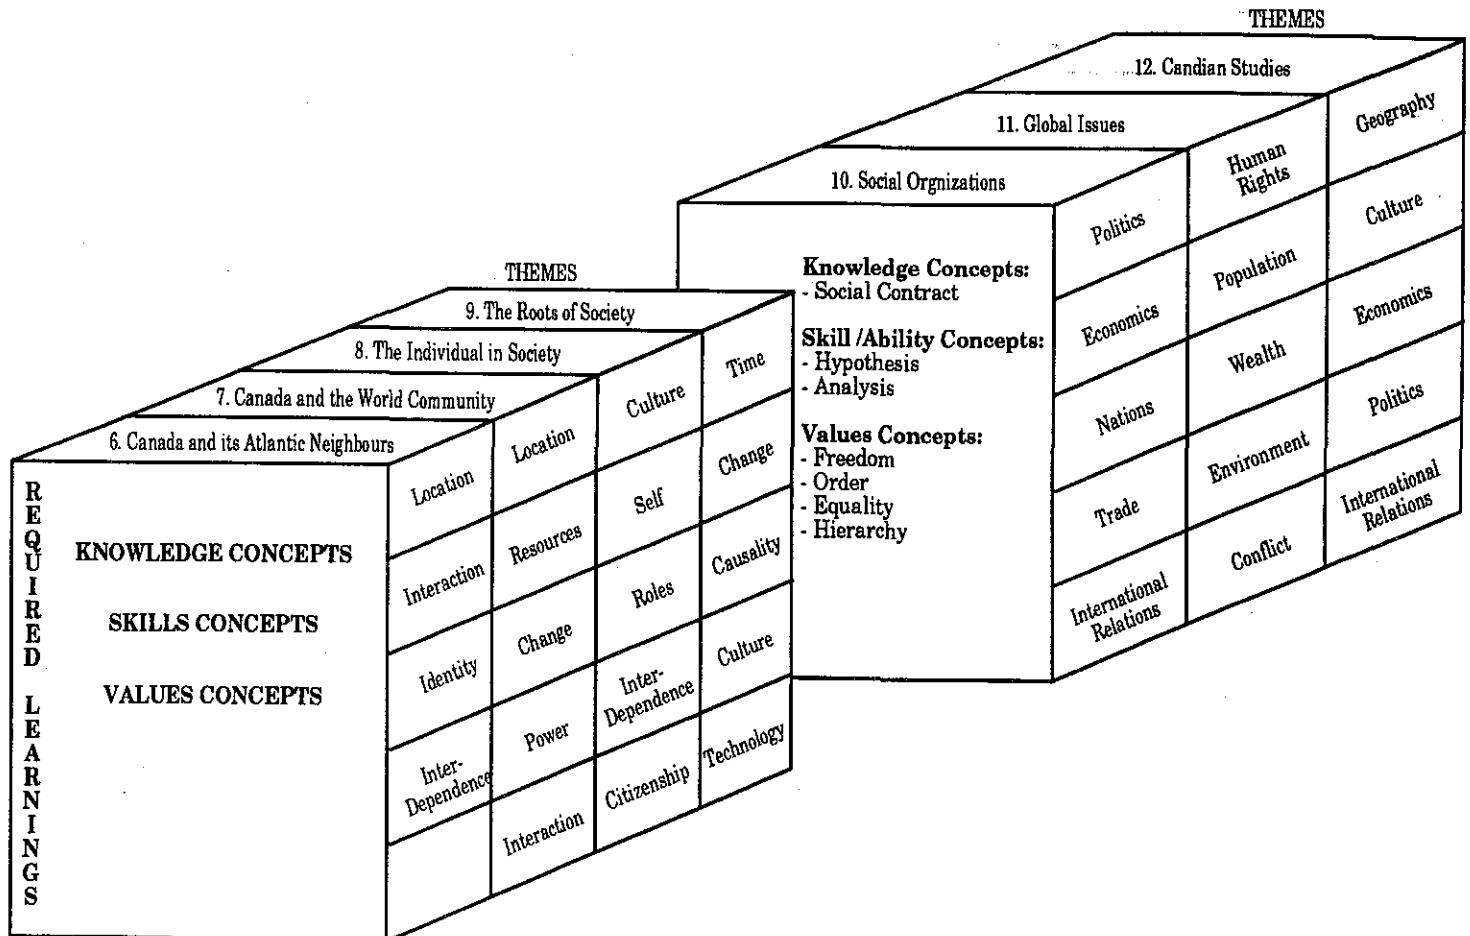 THEMES
12. Candian Studies
11. Global Issues
10. Social Orgnizations
Knowledge Concepts:
- Social Contract
Skill /Ability Concepts:
- Hypothesis
- Analysis
Values Concepts:
- Freedom
- Order
- Equality
- Hierarchy
Politics
Economics
Nations
Trade
International
Relations
Human
Rights
Population
Wealth
Environment
Conflict
Geography
Culture
Economics
Politics
International
Relations
THEMES
9. The Roots of Society
8. The Individual in Society
7. Canada and the World Community
6. Canada and its Atlantic Neighbours
REQUIRED LEARNINGS
KNOWLEDGE CONCEPTS
SKILLS CONCEPTS
VALUES CONCEPTS
Location
Interaction
Identity
Inter-
Dependence
Location
Resources
Change
Power
Interaction
Culture
Self
Roles
Inter-
Dependence
Citizenship
Time
Change
Causality
Culture
Technology